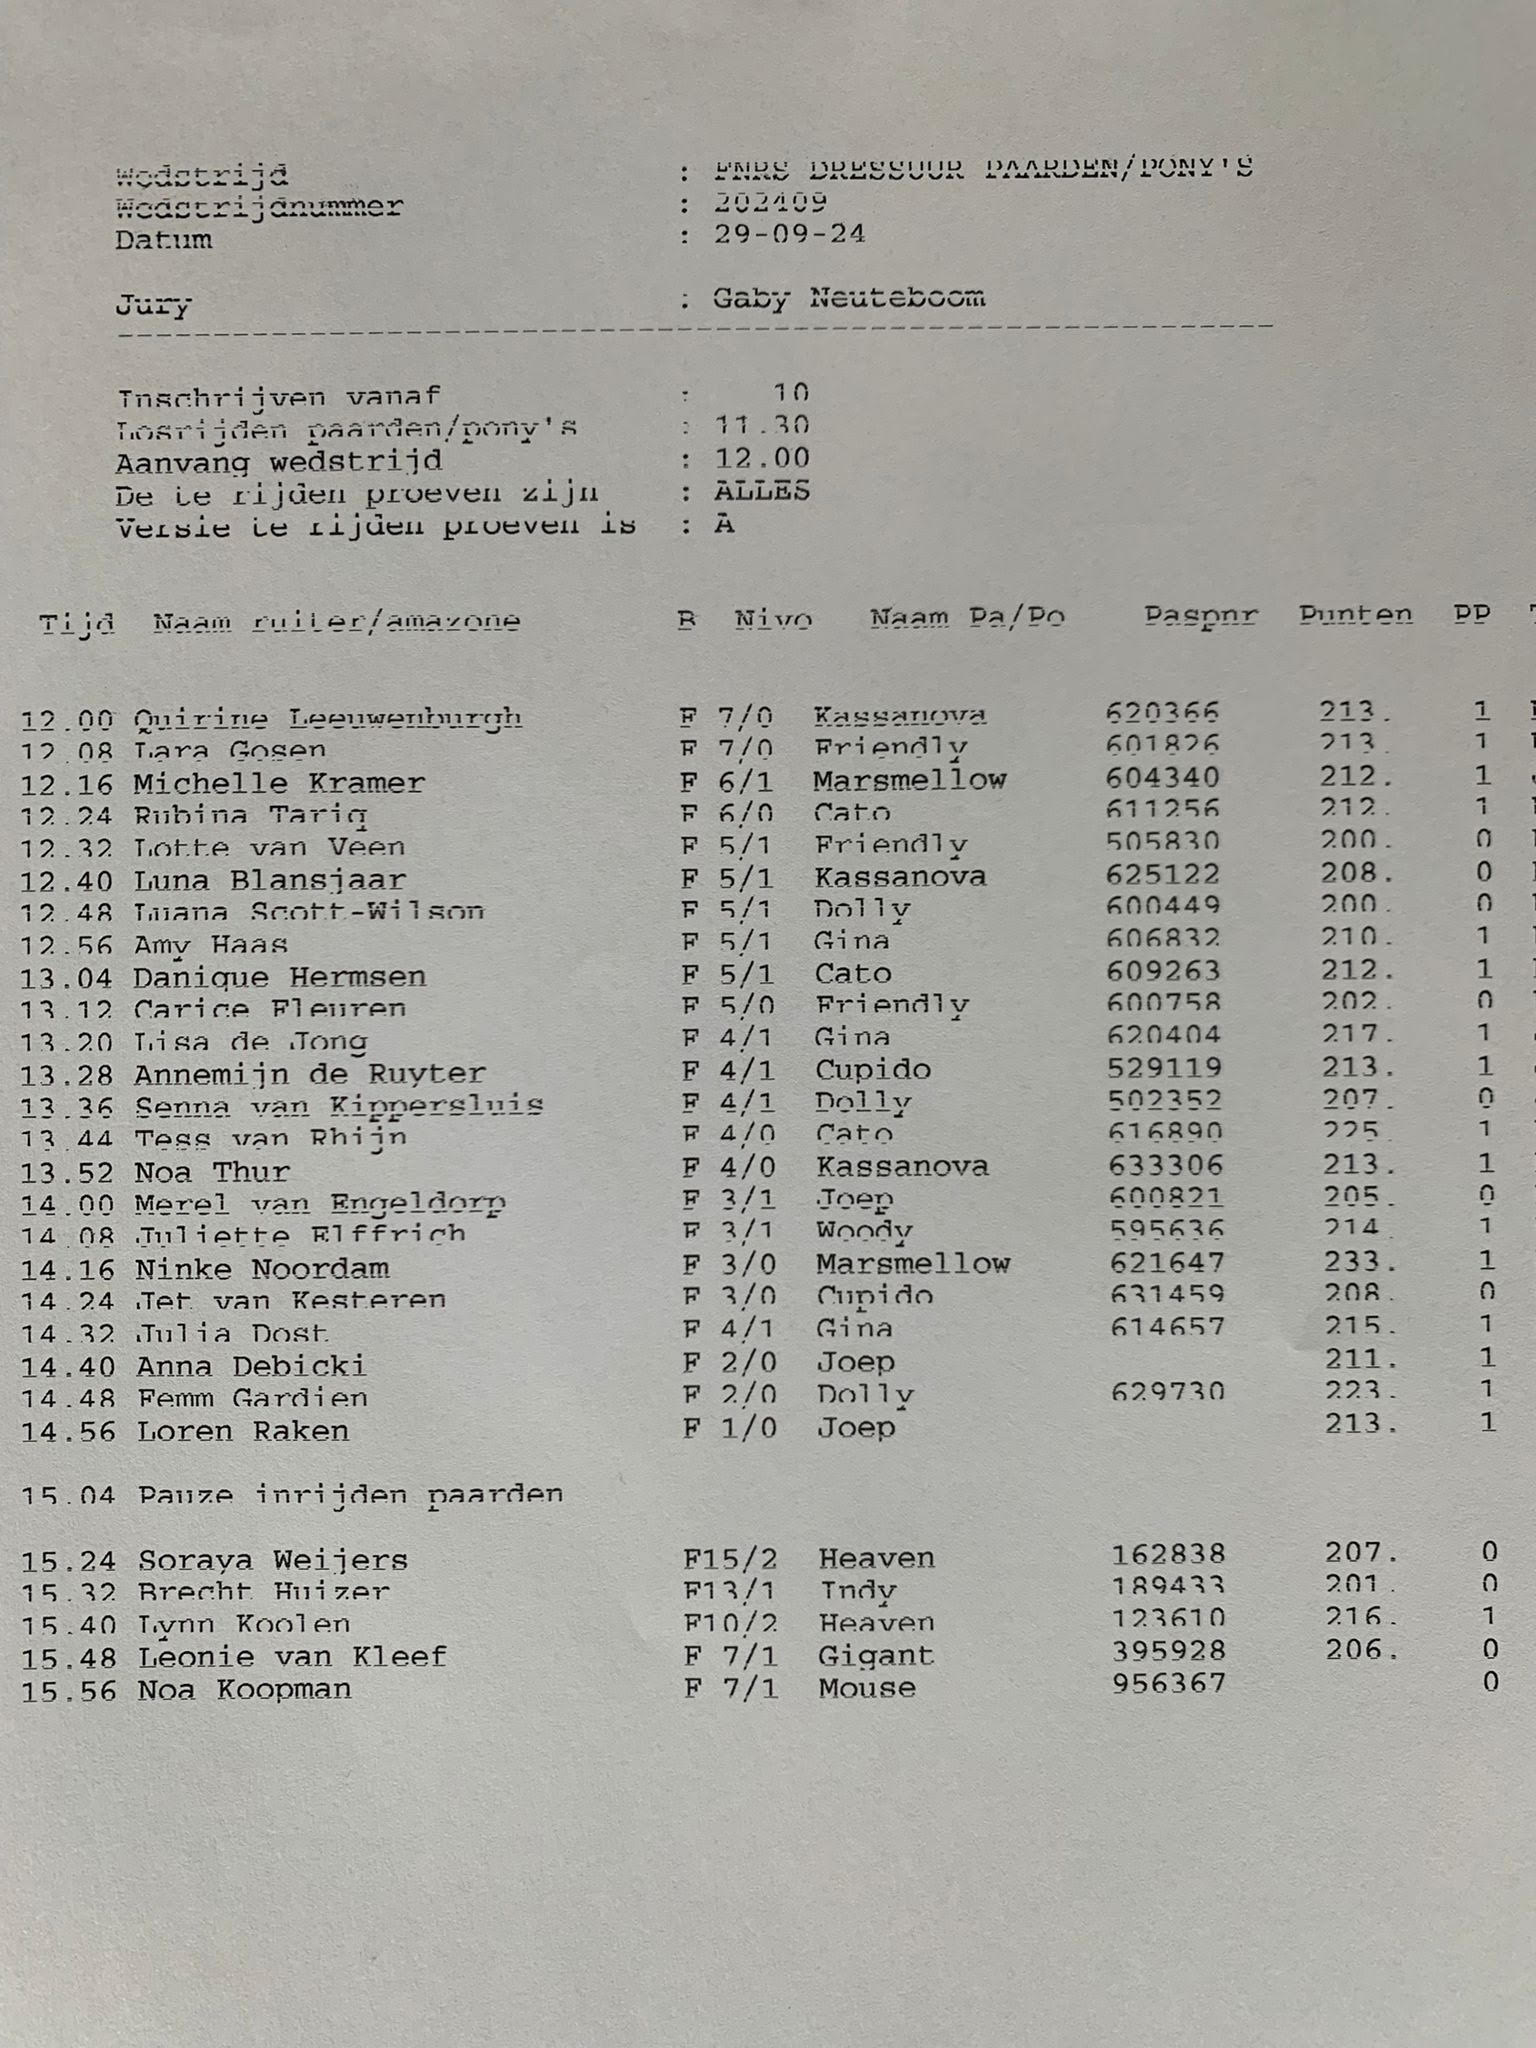 Wedstrijd : FNRS DRESSUUR PAARDEN/PONY'S
Wedstrijdnummer : 202409
Datum : 29-09-24
Jury : Gaby Neuteboom
------------------------------------------------------------
Inschrijven vanaf : 10
Losrijden paarden/pony's : 11.30
Aanvang wedstrijd : 12.00
De te rijden proeven zijn : ALLES
Versie te rijden proeven is : A
Tijd Naam ruiter/amazone B Nivo Naam Pa/Po Paspnr Punten PP
12.00 Quirine Leeuwenburgh F 7/0 Kassanova 620366 213. 1
12.08 Lara Gosen F 7/0 Friendly 601826 213. 1
12.16 Michelle Kramer F 6/1 Marsmellow 604340 212. 1
12.24 Rubina Tariq F 6/0 Cato 611256 212. 1
12.32 Lotte van Veen F 5/1 Friendly 505830 200. 0
12.40 Luna Blansjaar F 5/1 Kassanova 625122 208. 0
12.48 Luana Scott-Wilson F 5/1 Dolly 600449 200. 0
12.56 Amy Haas F 5/1 Gina 606832 210. 1
13.04 Danique Hermsen F 5/1 Cato 609263 212. 1
13.12 Carice Fleuren F 5/0 Friendly 600758 202. 0
13.20 Lisa de Jong F 4/1 Gina 620404 217. 1
13.28 Annemijn de Ruyter F 4/1 Cupido 529119 213. 1
13.36 Senna van Kippersluis F 4/1 Dolly 502352 207. 0
13.44 Tess van Rhijn F 4/0 Cato 616890 225. 1
13.52 Noa Thur F 4/0 Kassanova 633306 213. 1
14.00 Merel van Engeldorp F 3/1 Joep 600821 205. 0
14.08 Juliette Elffrich F 3/1 Woody 595636 214. 1
14.16 Ninke Noordam F 3/0 Marsmellow 621647 233. 1
14.24 Jet van Kesteren F 3/0 Cupido 631459 208. 0
14.32 Julia Dost F 4/1 Gina 614657 215. 1
14.40 Anna Debicki F 2/0 Joep 211. 1
14.48 Femm Gardien F 2/0 Dolly 629730 223. 1
14.56 Loren Raken F 1/0 Joep 213. 1
15.04 Pauze inrijden paarden
15.24 Soraya Weijers F15/2 Heaven 162838 207. 0
15.32 Brecht Huizer F13/1 Indy 189433 201. 0
15.40 Lynn Koolen F10/2 Heaven 123610 216. 1
15.48 Leonie van Kleef F 7/1 Gigant 395928 206. 0
15.56 Noa Koopman F 7/1 Mouse 956367 0